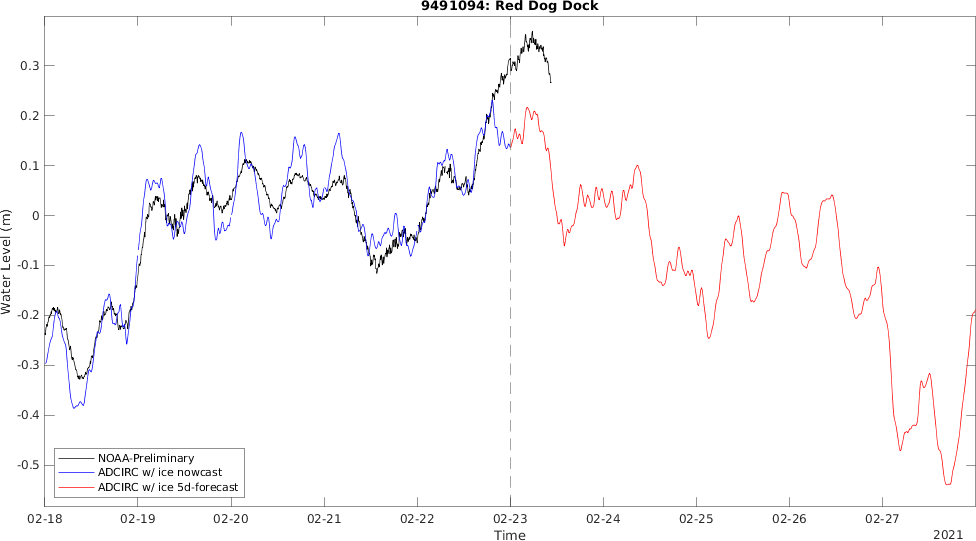 9491094: Red Dog Dock
Water Level (m)
0.3
0.2
0.1
0
-0.1
-0.2
-0.3
-0.4
-0.5
NOAA-Preliminary
ADCIRC w/ ice nowcast
ADCIRC w/ ice 5d-forecast
02-18 02-19 02-20 02-21 02-22 02-23 02-24 02-25 02-26 02-27
Time
2021